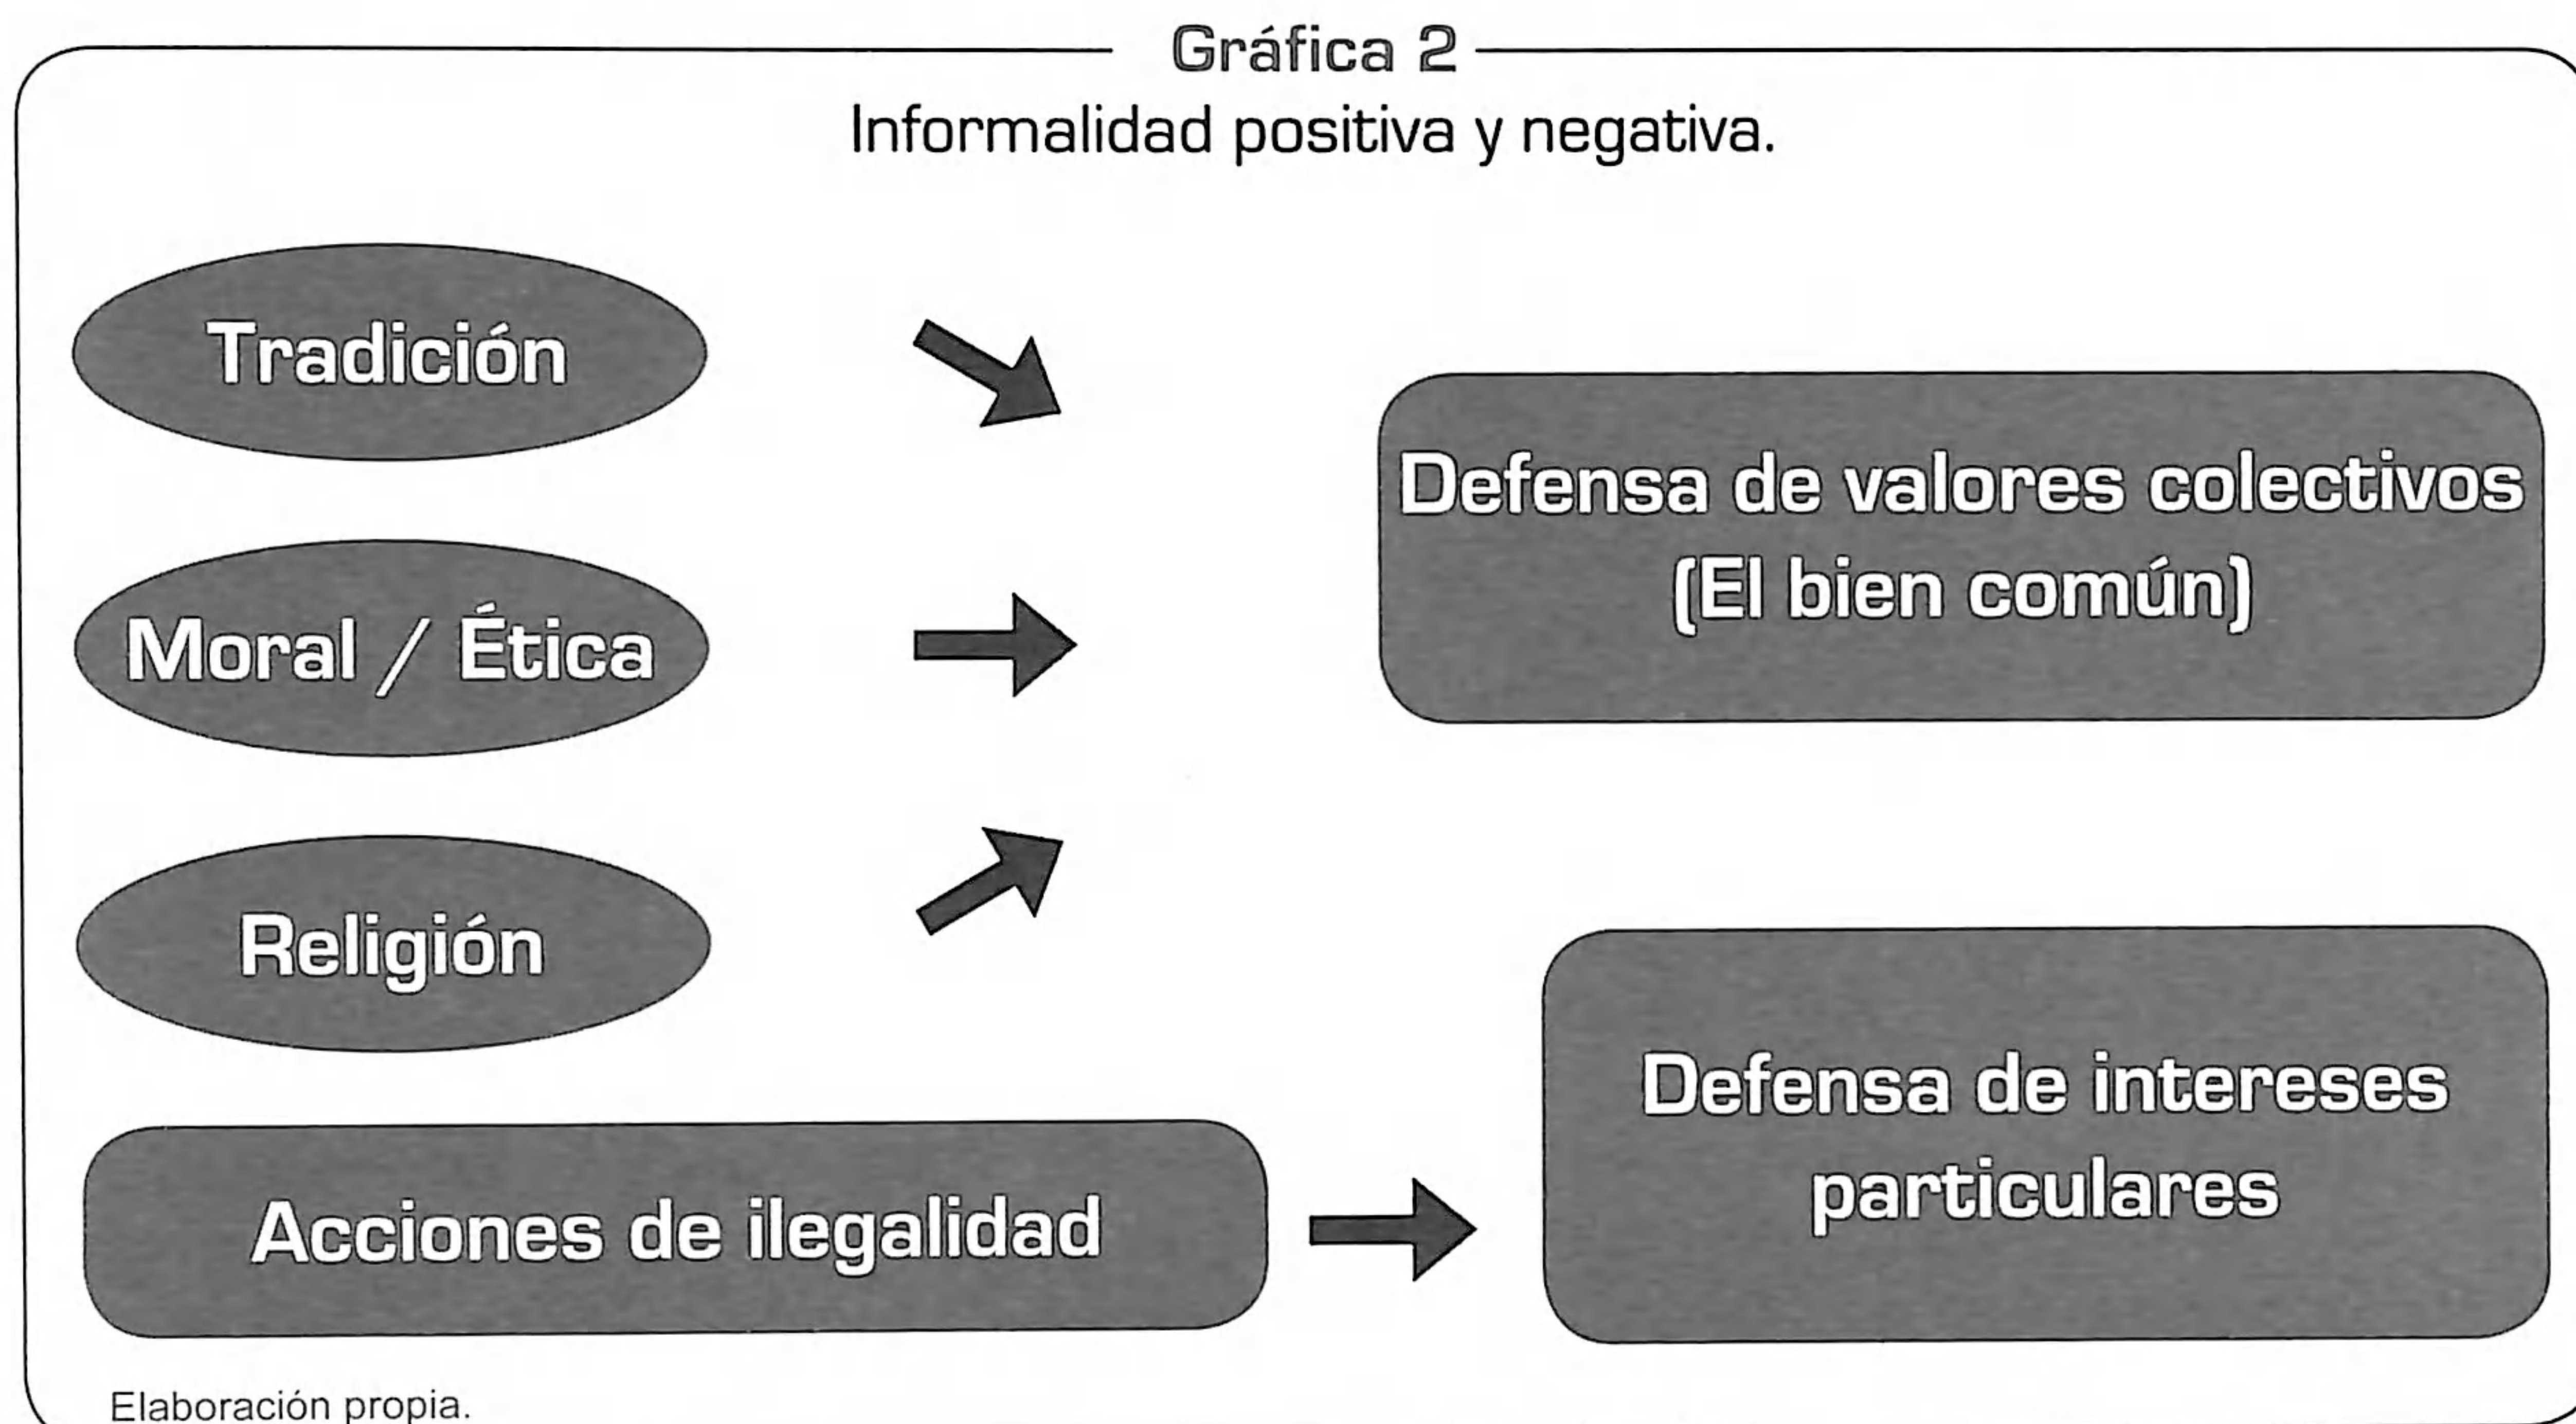 Gráfica 2
Informalidad positiva y negativa.
Tradición
Moral / Ética
Religión
Defensa de valores colectivos
(El bien común)
Acciones de ilegalidad
Defensa de intereses
particulares
Elaboración propia.